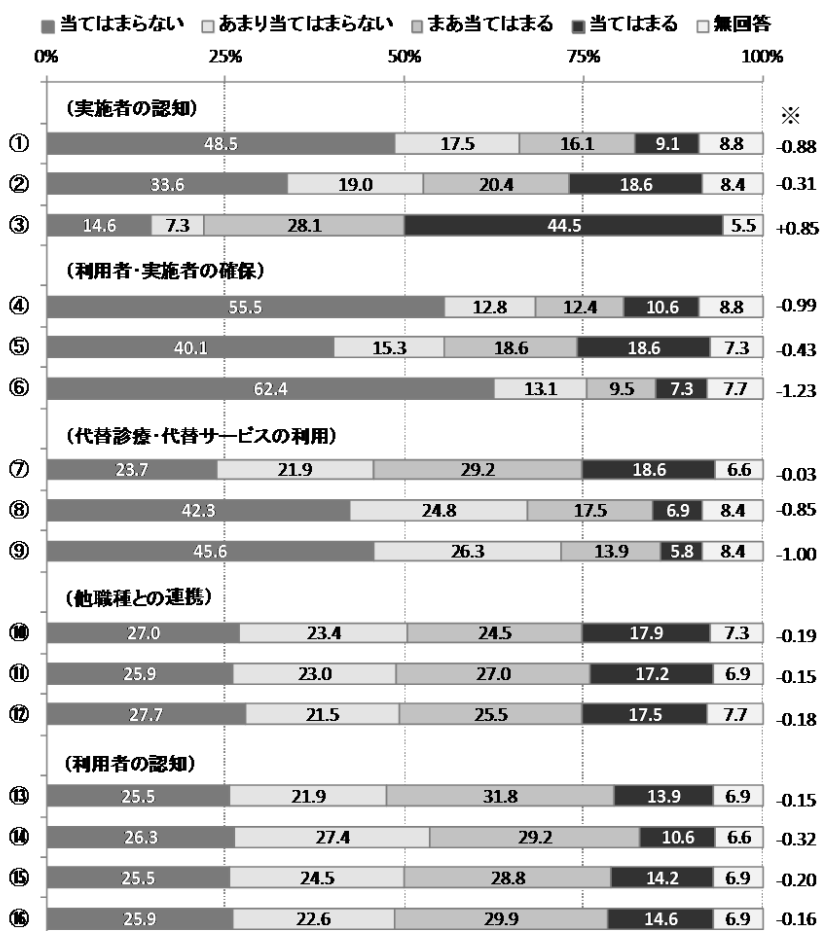 ■当てはまらない □あまり当てはまらない ■まあ当てはまる ■当てはまる □無回答
0% 25% 50% 75% 100%
(実施者の認知) ※
① 48.5 17.5 16.1 9.1 8.8 -0.88
② 33.6 19.0 20.4 18.6 8.4 -0.31
③ 14.6 7.3 28.1 44.5 5.5 +0.85
(利用者・実施者の確保)
④ 55.5 12.8 12.4 10.6 8.8 -0.99
⑤ 40.1 15.3 18.6 18.6 7.3 -0.43
⑥ 62.4 13.1 9.5 7.3 7.7 -1.23
(代替診療・代替サービスの利用)
⑦ 23.7 21.9 29.2 18.6 6.6 -0.03
⑧ 42.3 24.8 17.5 6.9 8.4 -0.85
⑨ 45.6 26.3 13.9 5.8 8.4 -1.00
(他職種との連携)
⑩ 27.0 23.4 24.5 17.9 7.3 -0.19
⑪ 25.9 23.0 27.0 17.2 6.9 -0.15
⑫ 27.7 21.5 25.5 17.5 7.7 -0.18
(利用者の認知)
⑬ 25.5 21.9 31.8 13.9 6.9 -0.15
⑭ 26.3 27.4 29.2 10.6 6.6 -0.32
⑮ 25.5 24.5 28.8 14.2 6.9 -0.20
⑯ 25.9 22.6 29.9 14.6 6.9 -0.16